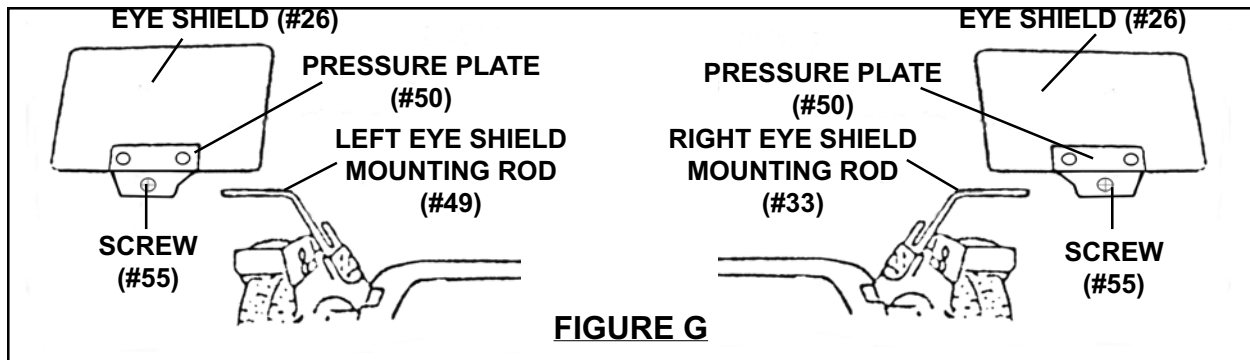 EYE SHIELD (#26)
PRESSURE PLATE
(#50)
LEFT EYE SHIELD
MOUNTING ROD
(#49)
SCREW
(#55)
EYE SHIELD (#26)
PRESSURE PLATE
(#50)
RIGHT EYE SHIELD
MOUNTING ROD
(#33)
SCREW
(#55)
FIGURE G